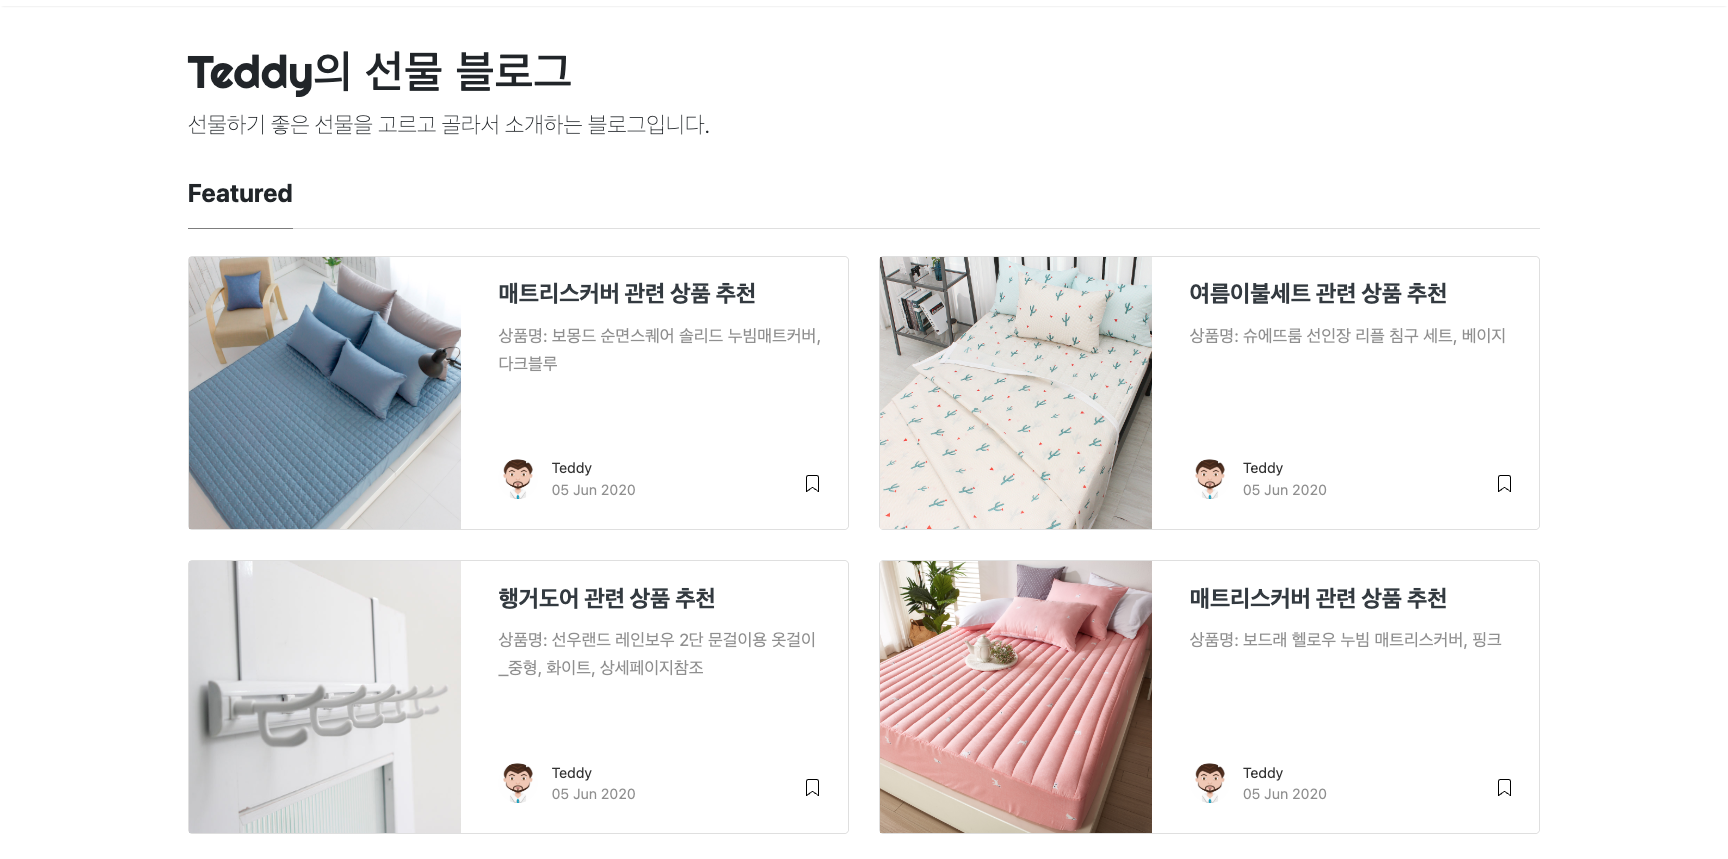 Teddy의 선물 블로그
선물하기 좋은 선물을 고르고 골라서 소개하는 블로그입니다.
Featured
매트리스커버 관련 상품 추천
상품명: 보몽드 순면스퀘어 솔리드 누빔매트커버,
다크블루
Teddy
05 Jun 2020
여름이불세트 관련 상품 추천
상품명: 슈에뜨룸 선인장 리플 침구 세트, 베이지
Teddy
05 Jun 2020
행거도어 관련 상품 추천
상품명: 선우랜드 레인보우 2단 문걸이용 옷걸이
_중형, 화이트, 상세페이지참조
Teddy
05 Jun 2020
매트리스커버 관련 상품 추천
상품명: 보드래 헬로우 누빔 매트리스커버, 핑크
Teddy
05 Jun 2020